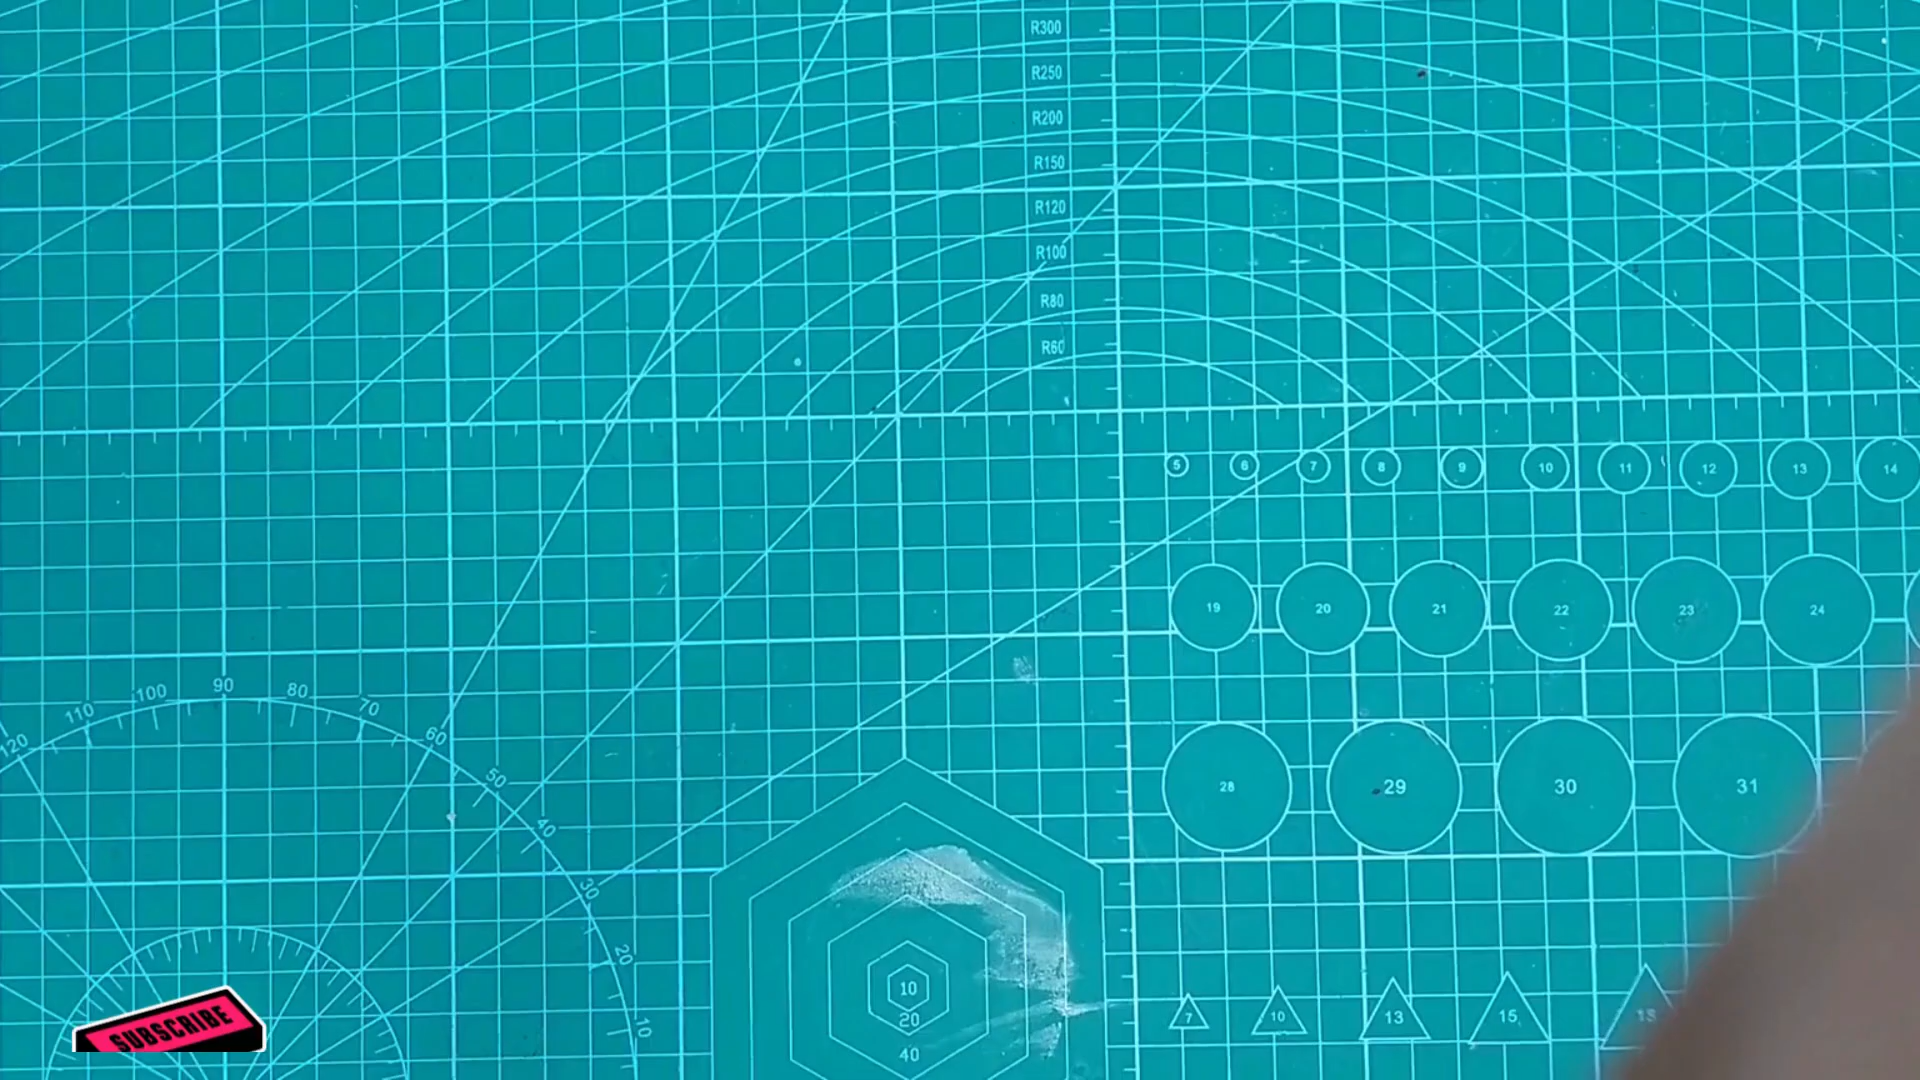 R300
R250
R200
R150
R120
R100
R80
R60
5 6 7 8 9 10 11 12 13 14
19 20 21 22 23 24
28 29 30 31
120 110 100 90 80 70 60 50 40 30 20 10
10
20
40
7 10 13 15 18
SUBSCRIBE